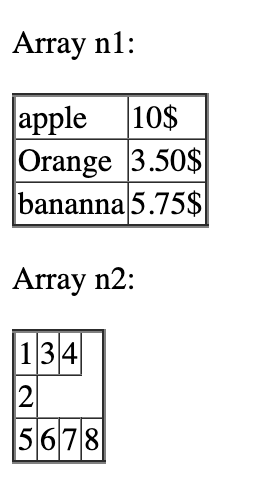 Array n1:
apple 10$
Orange 3.50$
bananna 5.75$
Array n2:
1 3 4
2
5 6 7 8